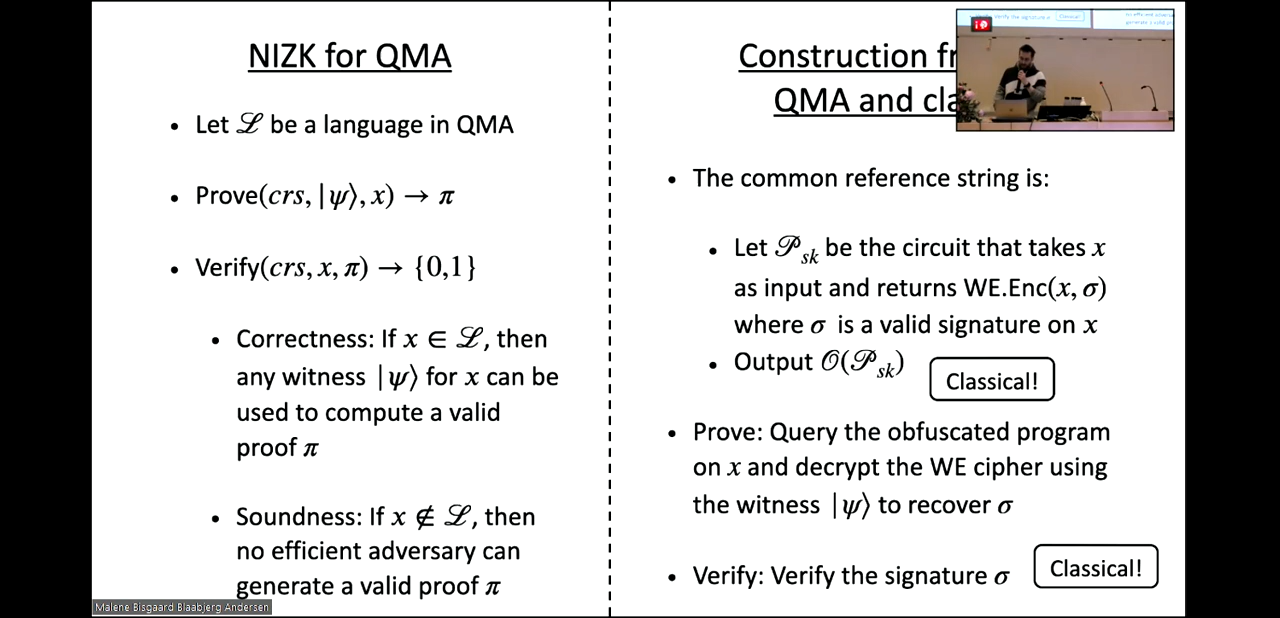 NIZK for QMA
• Let ℒ be a language in QMA
• Prove(crs, |ψ⟩, x) → π
• Verify(crs, x, π) → {0,1}
• Correctness: If x ∈ ℒ, then
any witness |ψ⟩ for x can be
used to compute a valid
proof π
• Soundness: If x ∉ ℒ, then
no efficient adversary can
generate a valid proof π
Malene Bisgaard Blaabjerg Andersen
Construction
QMA and
• The common reference string is:
• Let 𝒫sk be the circuit that takes x
as input and returns WE.Enc(x, σ)
where σ is a valid signature on x
• Output 𝒪(𝒫sk)
Classical!
• Prove: Query the obfuscated program
on x and decrypt the WE cipher using
the witness |ψ⟩ to recover σ
• Verify: Verify the signature σ
Classical!